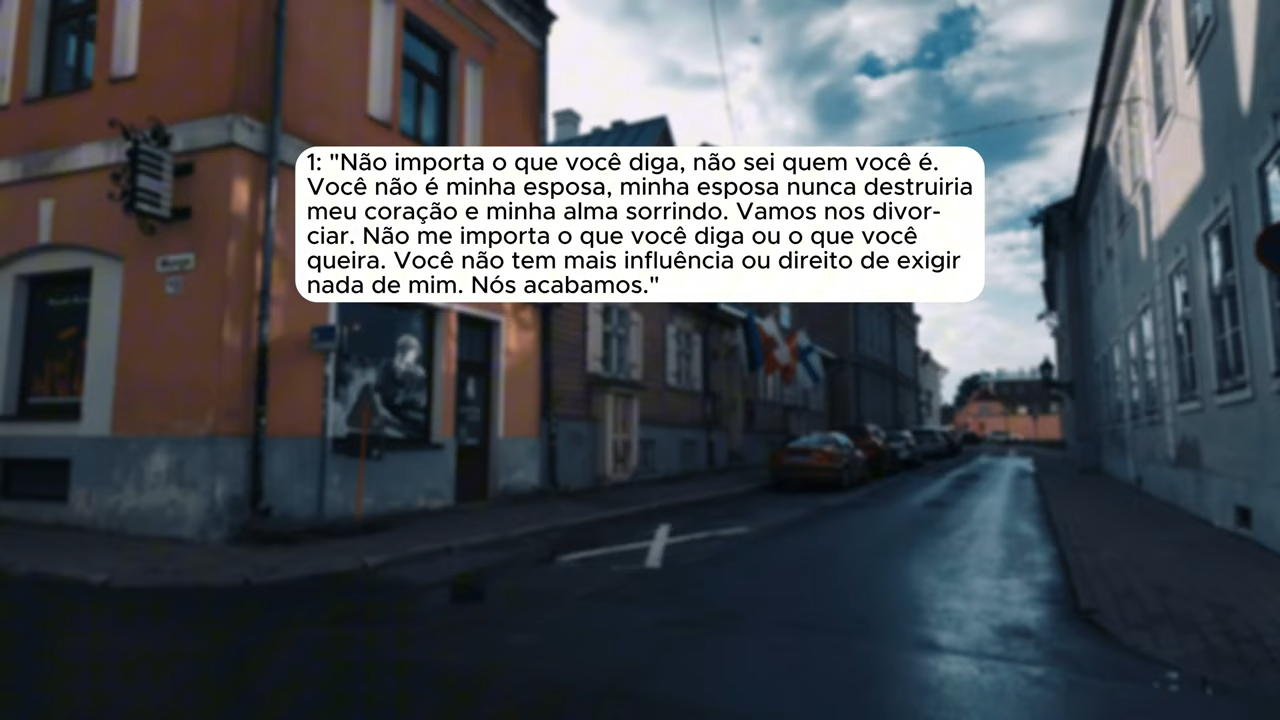 1: "Não importa o que você diga, não sei quem você é.
Você não é minha esposa, minha esposa nunca destruiria
meu coração e minha alma sorrindo. Vamos nos divor-
ciar. Não me importa o que você diga ou o que você
queira. Você não tem mais influência ou direito de exigir
nada de mim. Nós acabamos."